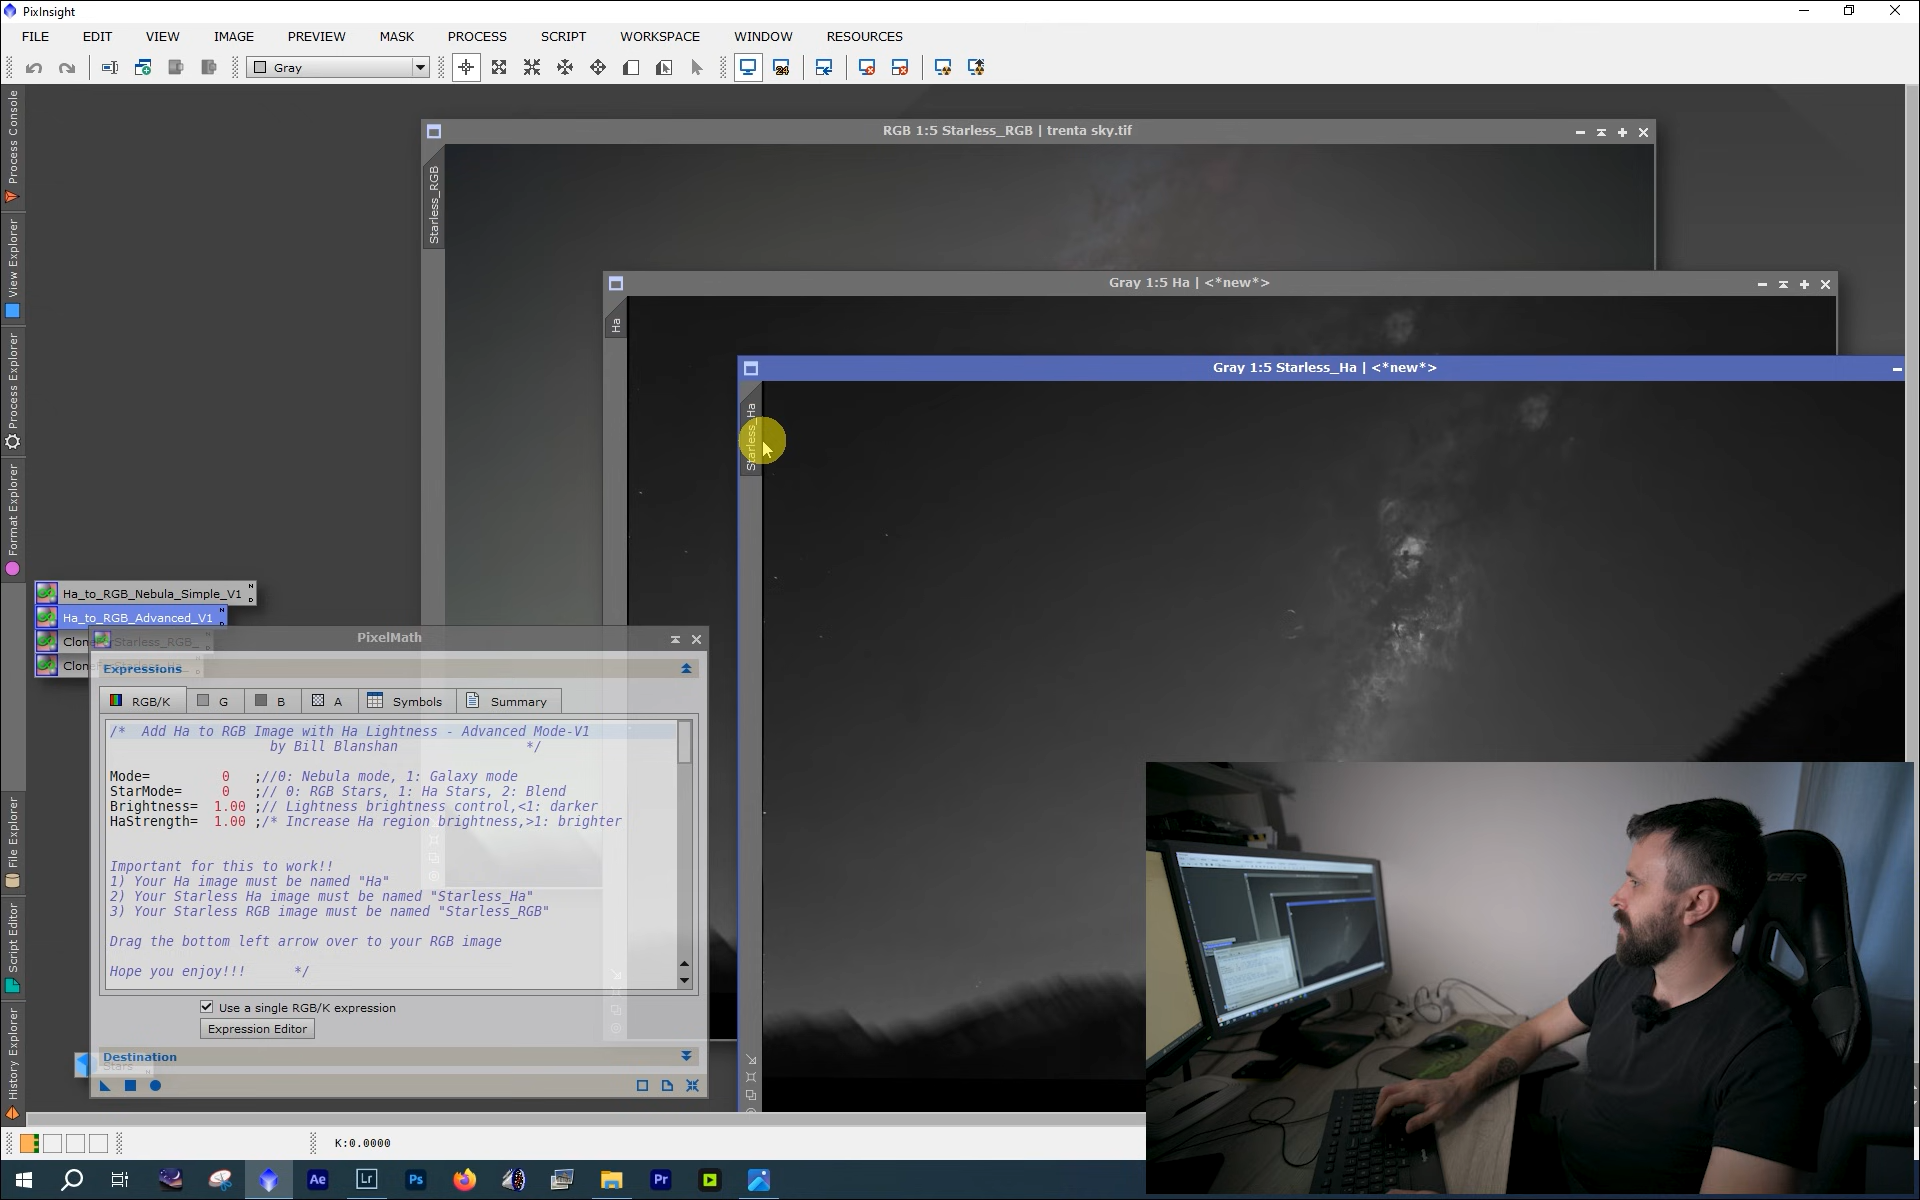 PixInsight
FILE EDIT VIEW IMAGE PREVIEW MASK PROCESS SCRIPT WORKSPACE WINDOW RESOURCES
Gray
24
Process Console
View Explorer
Process Explorer
Format Explorer
File Explorer
Script Editor
History Explorer
RGB 1:5 Starless_RGB | trenta sky.tif
Starless_RGB
Gray 1:5 Ha | <*new*>
Ha
Gray 1:5 Starless_Ha | <*new*>
Starless_Ha
Ha_to_RGB_Nebula_Simple_V1
Ha_to_RGB_Advanced_V1
PixelMath
Expressions
RGB/K G B A Symbols Summary
/* Add Ha to RGB Image with Ha Lightness - Advanced Mode-V1
by Bill Blanshan */
Mode= 0 ;//0: Nebula mode, 1: Galaxy mode
StarMode= 0 ;// 0: RGB Stars, 1: Ha Stars, 2: Blend
Brightness= 1.00 ;// Lightness brightness control,<1: darker
HaStrength= 1.00 ;/* Increase Ha region brightness,>1: brighter
Important for this to work!!
1) Your Ha image must be named "Ha"
2) Your Starless Ha image must be named "Starless_Ha"
3) Your Starless RGB image must be named "Starless_RGB"
Drag the bottom left arrow over to your RGB image
Hope you enjoy!!! */
Use a single RGB/K expression
Expression Editor
Destination
Stars
K:0.0000
Ae Lr Ps Pr